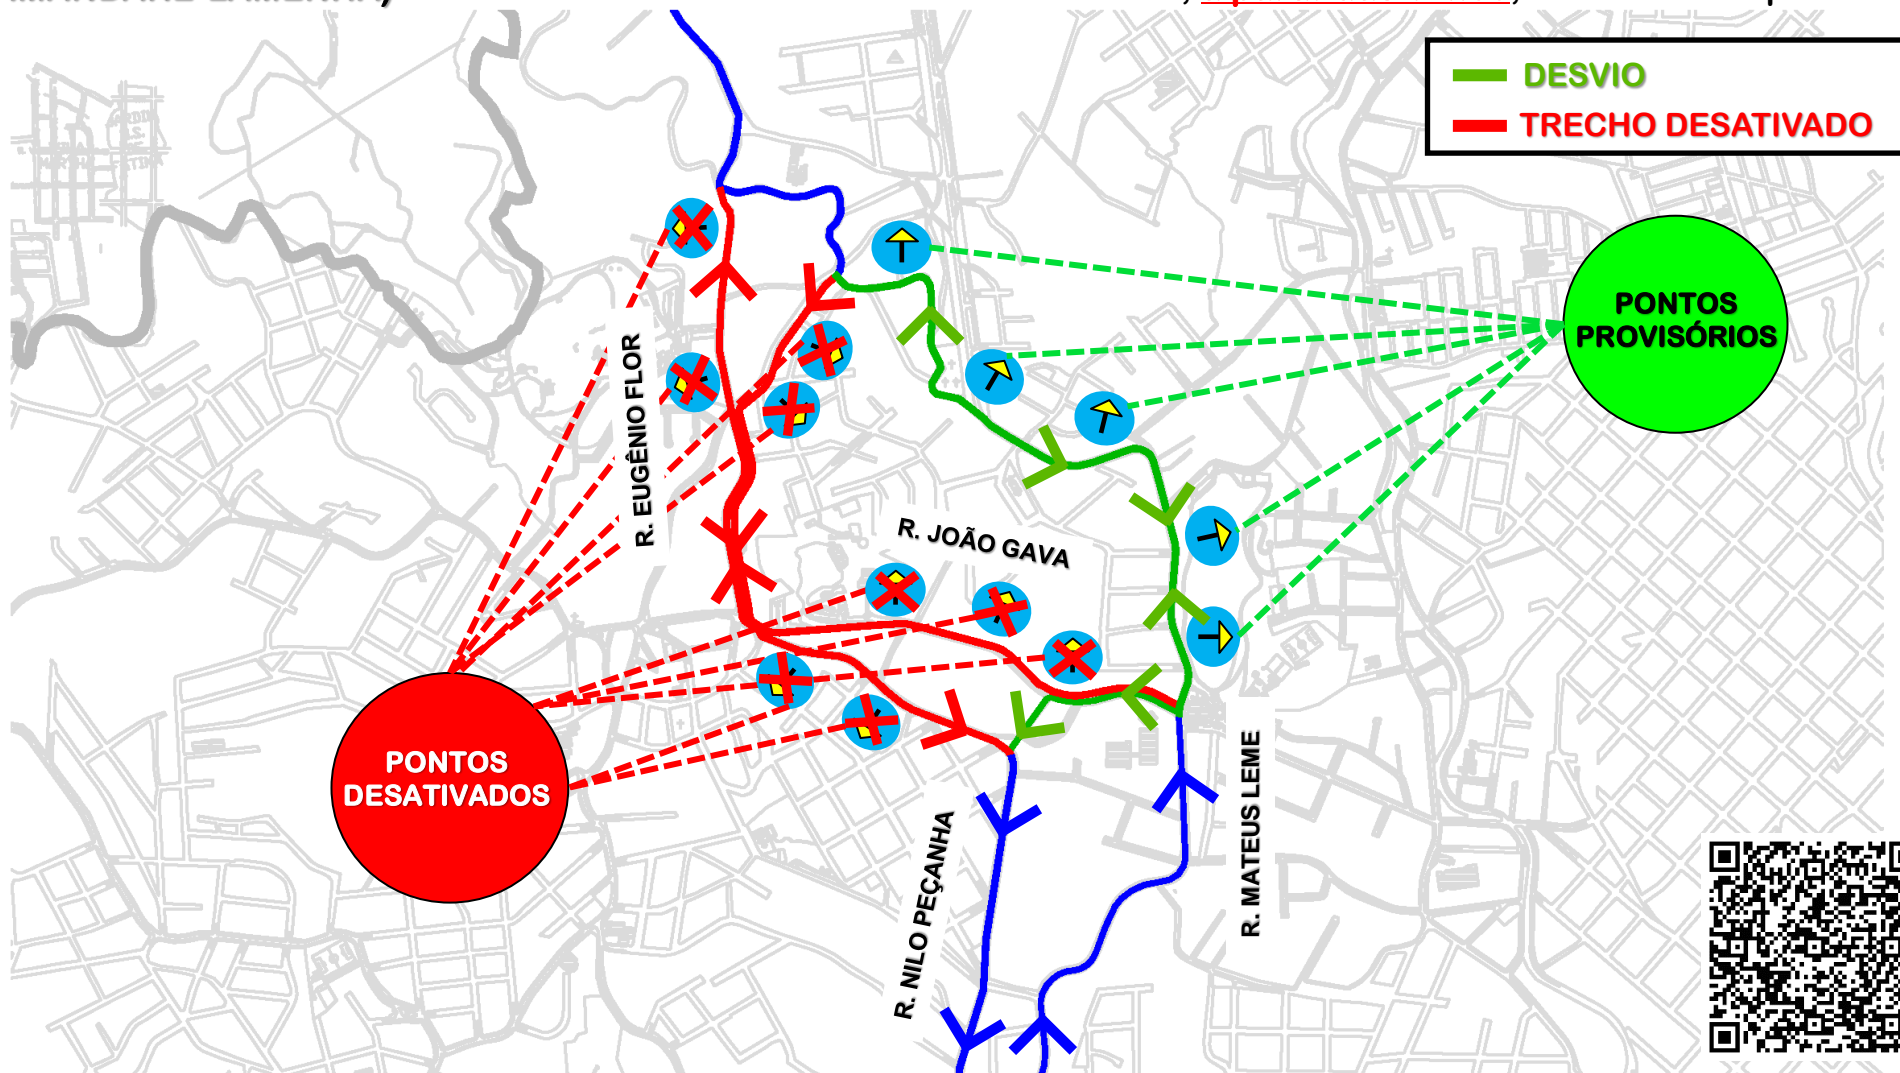 DESVIO
TRECHO DESATIVADO
PONTOS
PROVISÓRIOS
R. EUGÊNIO FLOR
R. JOÃO GAVA
PONTOS
DESATIVADOS
R. NILO PEÇANHA
R. MATEUS LEME